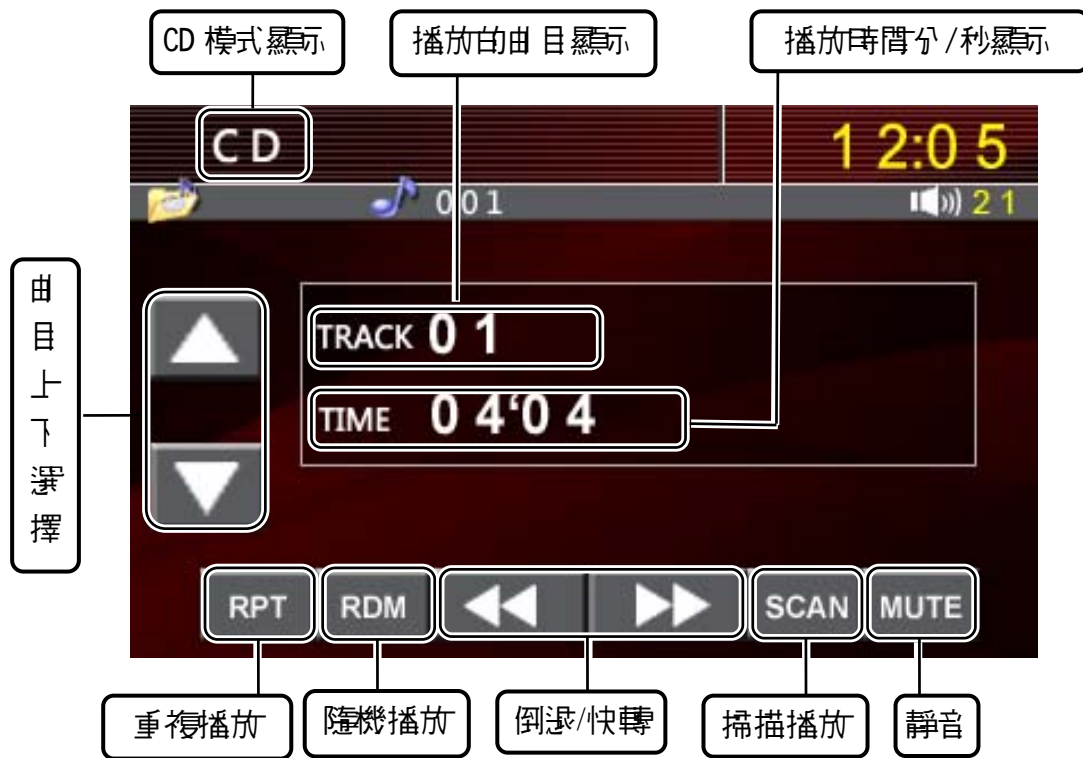 CD 模式顯示
播放的曲目顯示
播放時間分/秒顯示
CD
12:05
001
21
曲目上下選擇
TRACK 01
TIME 04‘04
RPT
RDM
SCAN
MUTE
重複播放
隨機播放
倒退/快轉
掃描播放
靜音